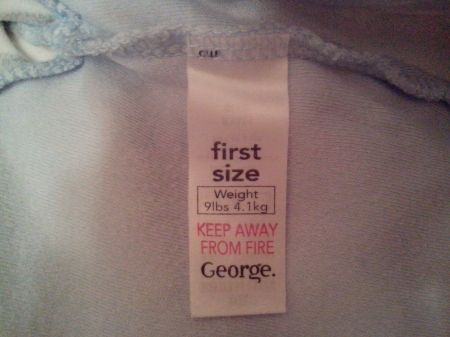 first
size
Weight
9lbs 4.1kg
KEEP AWAY
FROM FIRE
George.